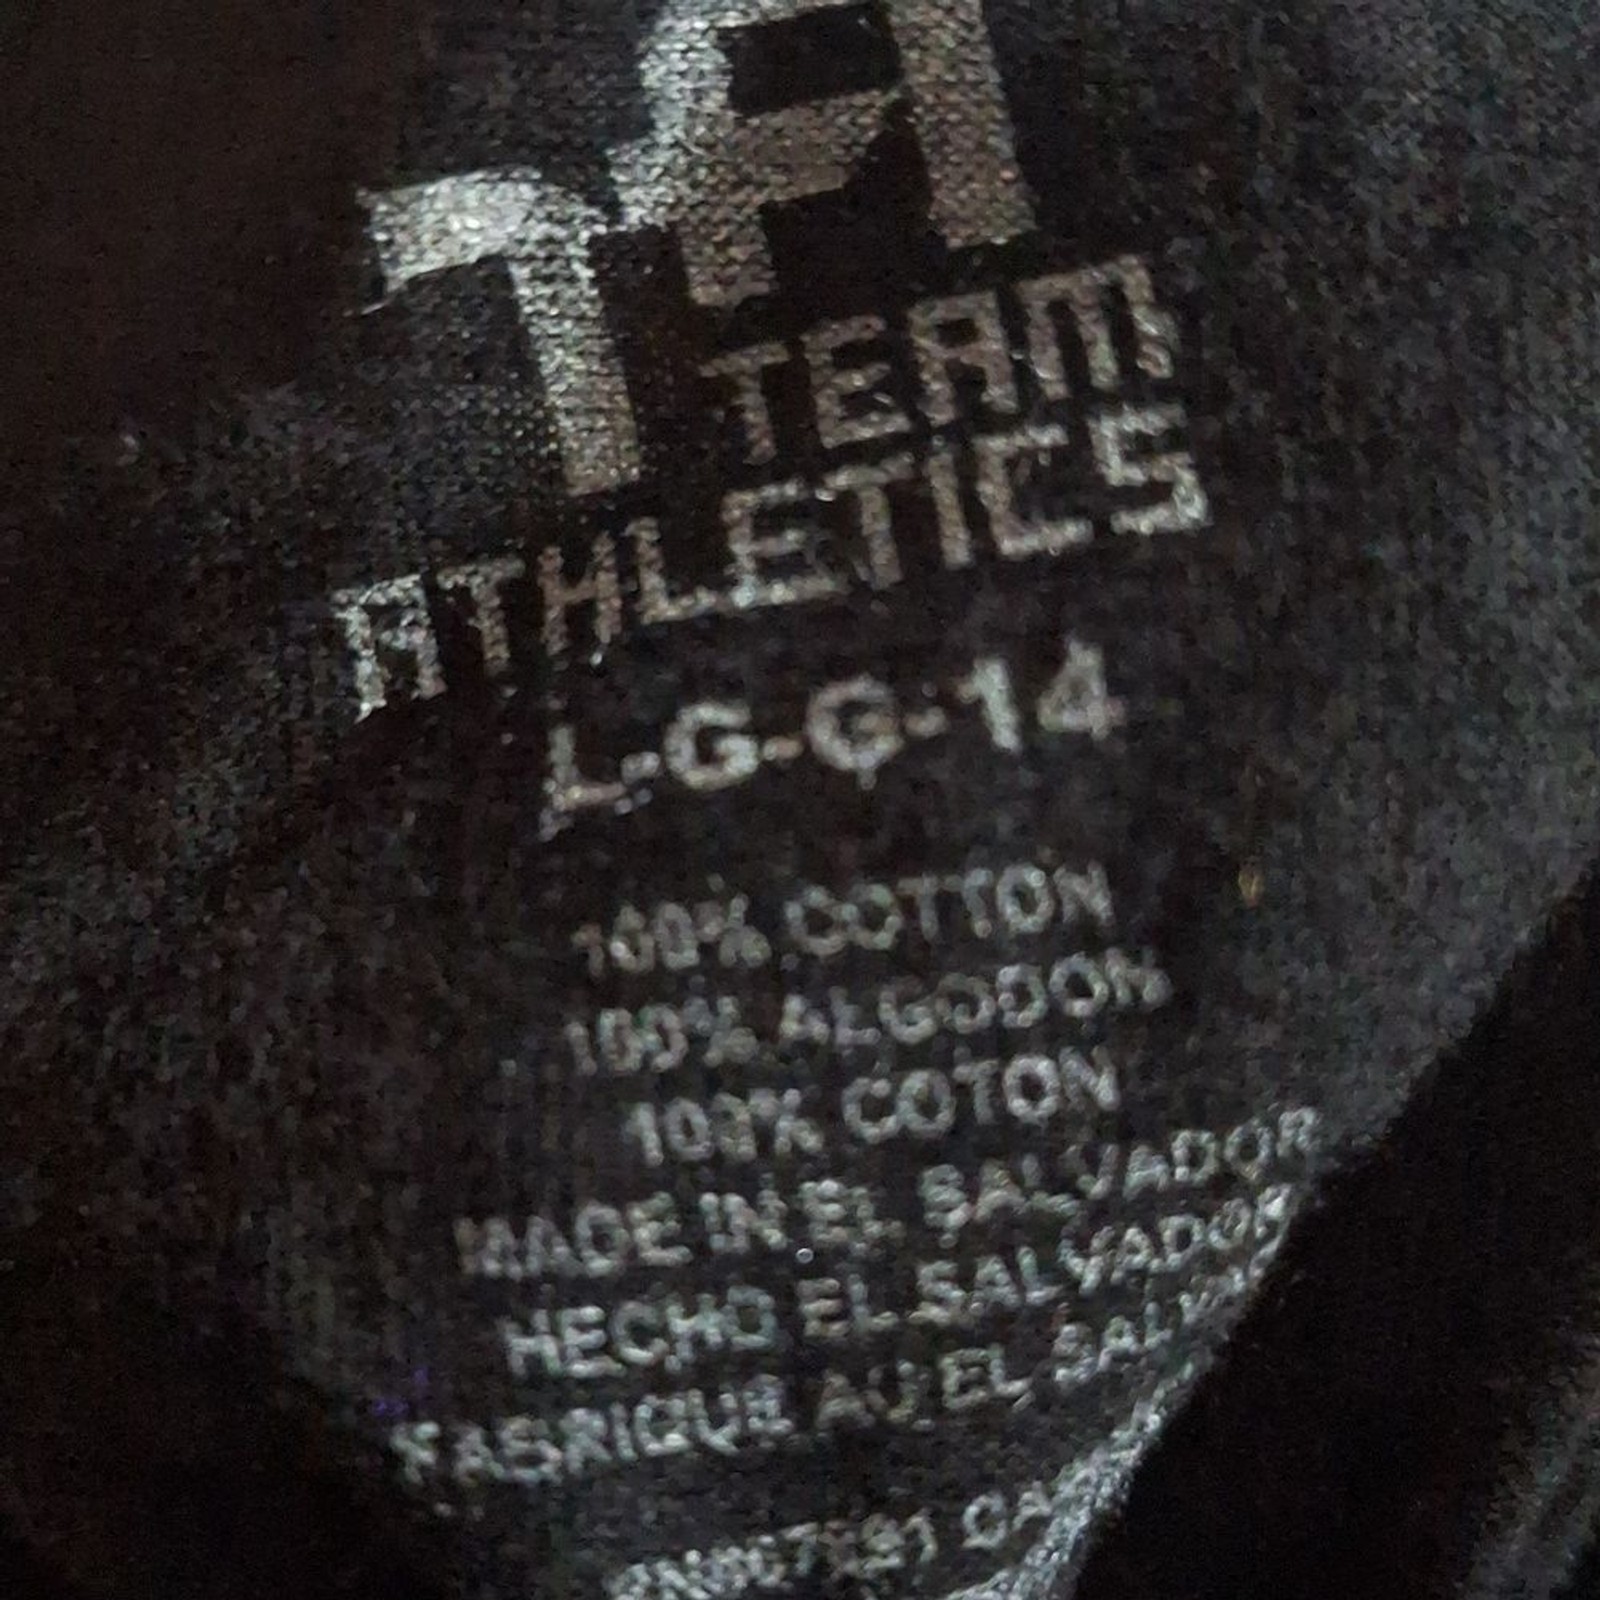 TA
TEAM
ATHLETICS
L-G-G-14
100% COTTON
100% ALGODON
100% COTON
MADE IN EL SALVADOR
HECHO EL SALVADOR
FABRIQUE AU EL